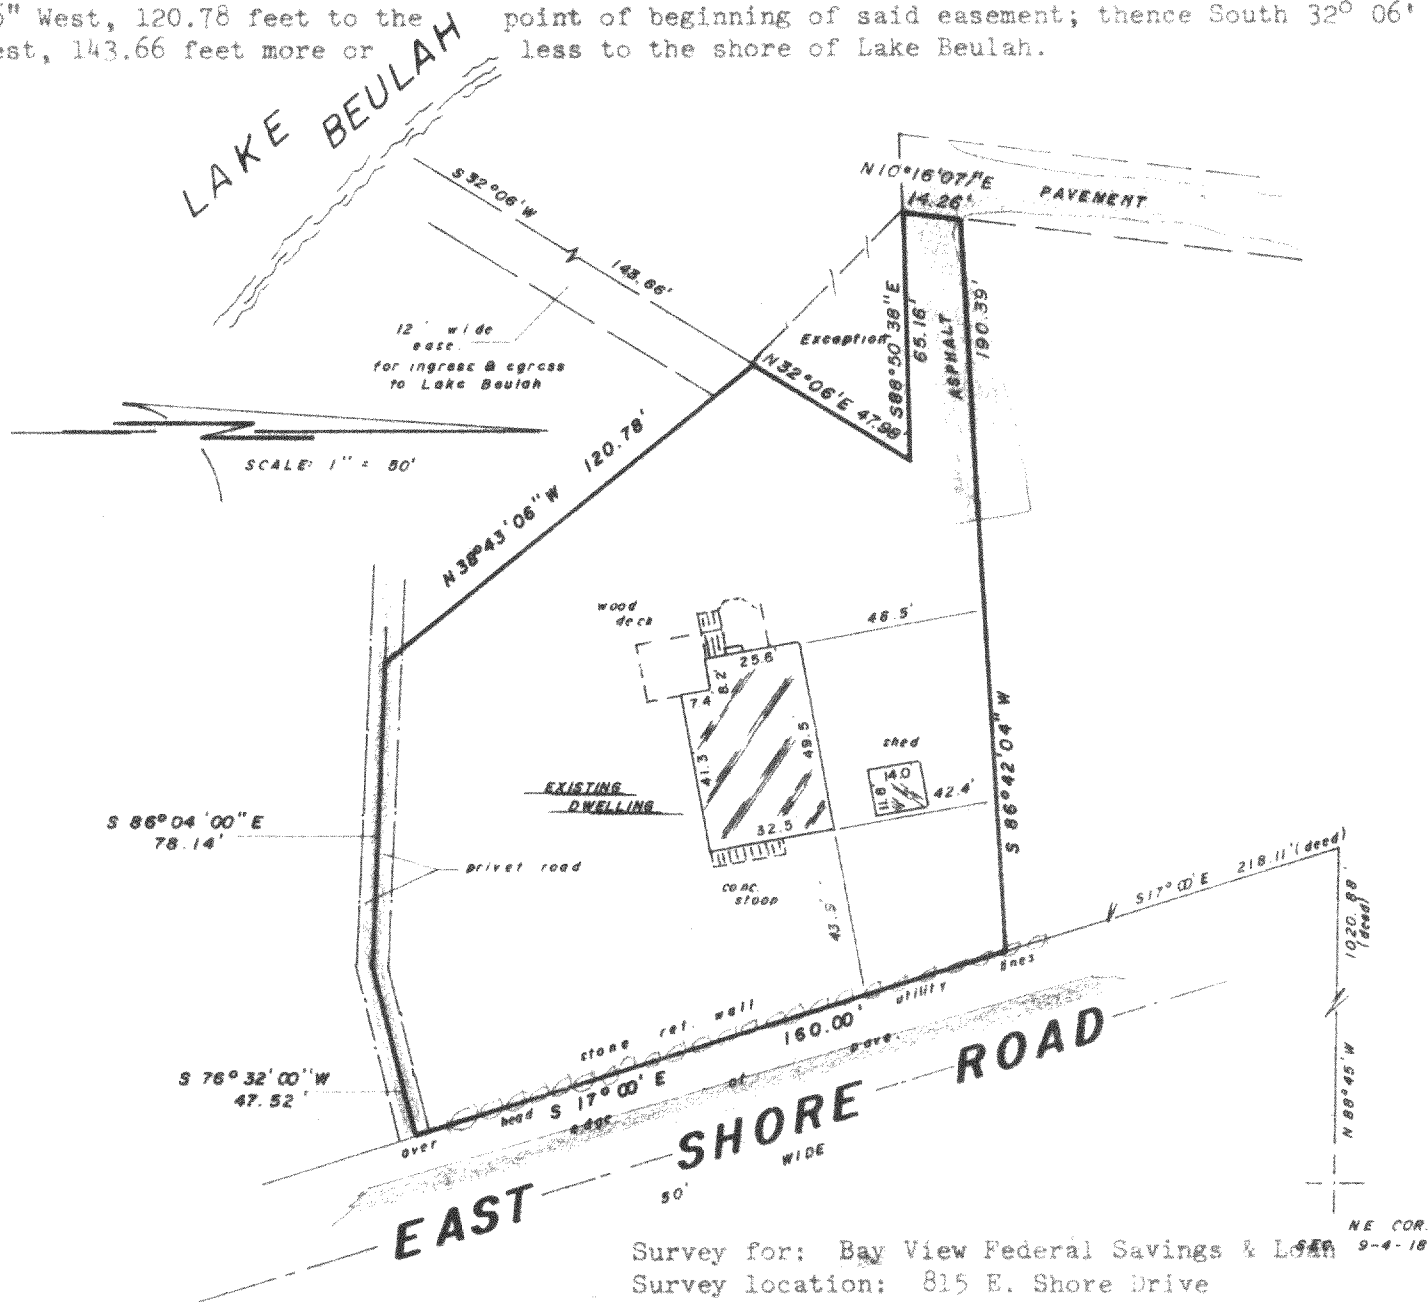 6" West, 120.78 feet to the point of beginning of said easement; thence South 32° 06'
est, 143.66 feet more or less to the shore of Lake Beulah.
LAKE BEULAH
S 32°06'W
143.66'
N 10°16'07"E
14.26'
PAVEMENT
12' wide
ease.
for ingress & egress
to Lake Beulah
Exception
N 32°06'E 47.98'
S 88°50'38"E
65.16'
ASPHALT
190.39'
SCALE: 1" = 50'
N 38°43'06" W 120.78'
wood
deck
46.5'
25.6'
8.2'
7.4'
41.3
49.5
32.5
shed
14.0
11.8'
42.4'
EXISTING
DWELLING
S 86°42'04" W
S 86°04'00" E
78.14'
privet road
conc.
stoop
43.9'
S 17°00'E 218.11' (deed)
1020.88'
(deed)
N 88°45'W
stone ret. wall
160.00'
S 17°00' E
over head utility lines
edge of pave.
S 76°32'00"W
47.52'
EAST SHORE ROAD
50' WIDE
NE COR.
SEC. 9-4-18
Survey for: Bay View Federal Savings & Loan
Survey location: 815 E. Shore Drive